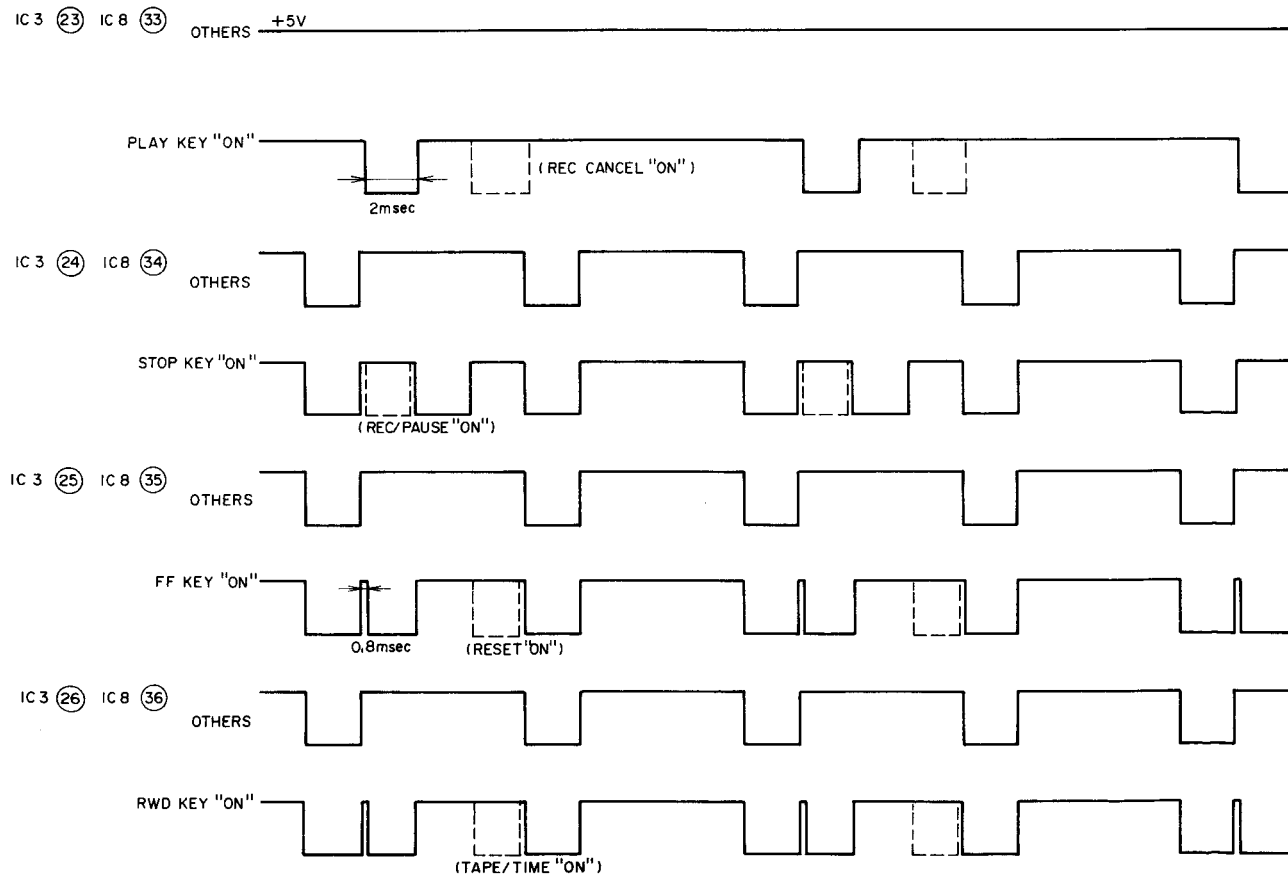 IC 3 (23) IC 8 (33) OTHERS +5V
PLAY KEY "ON"
(REC CANCEL "ON")
2msec
IC 3 (24) IC 8 (34) OTHERS
STOP KEY "ON"
(REC/PAUSE "ON")
IC 3 (25) IC 8 (35) OTHERS
FF KEY "ON"
0.8msec (RESET "ON")
IC 3 (26) IC 8 (36) OTHERS
RWD KEY "ON"
(TAPE/TIME "ON")